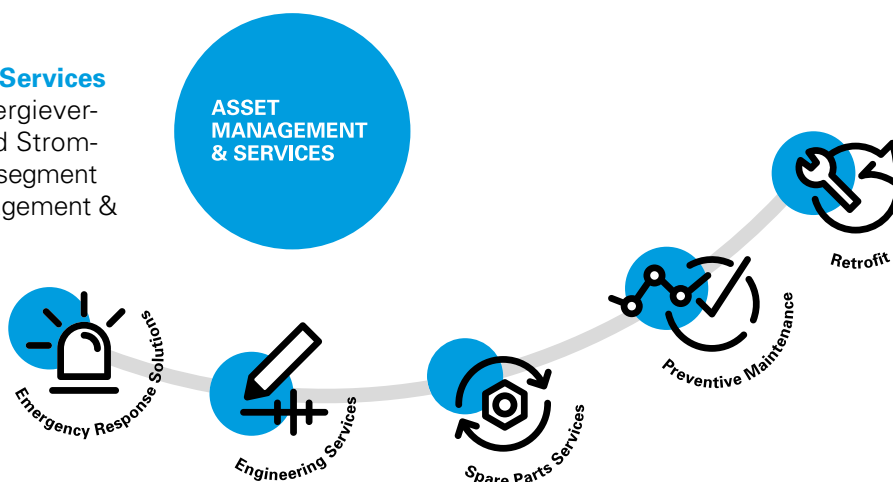 Services
ergiever-
d Strom-
segment
gement &
ASSET
MANAGEMENT
& SERVICES
Emergency Response Solutions
Engineering Services
Spare Parts Services
Preventive Maintenance
Retrofit